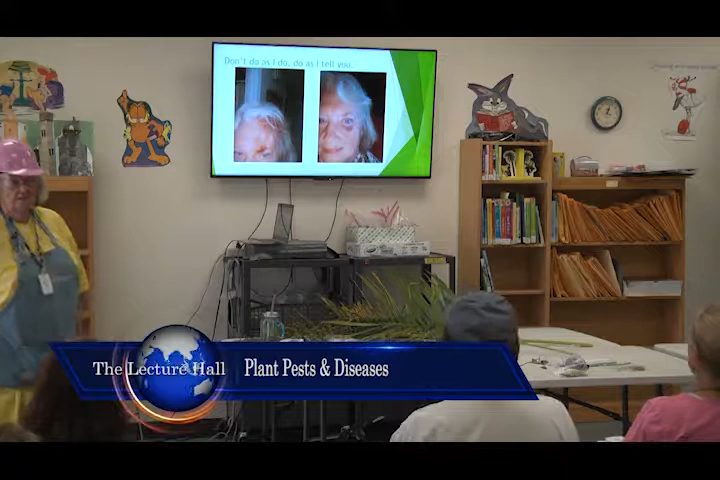 Don't do as I do, do as I tell you.
The Lecture Hall
Plant Pests & Diseases